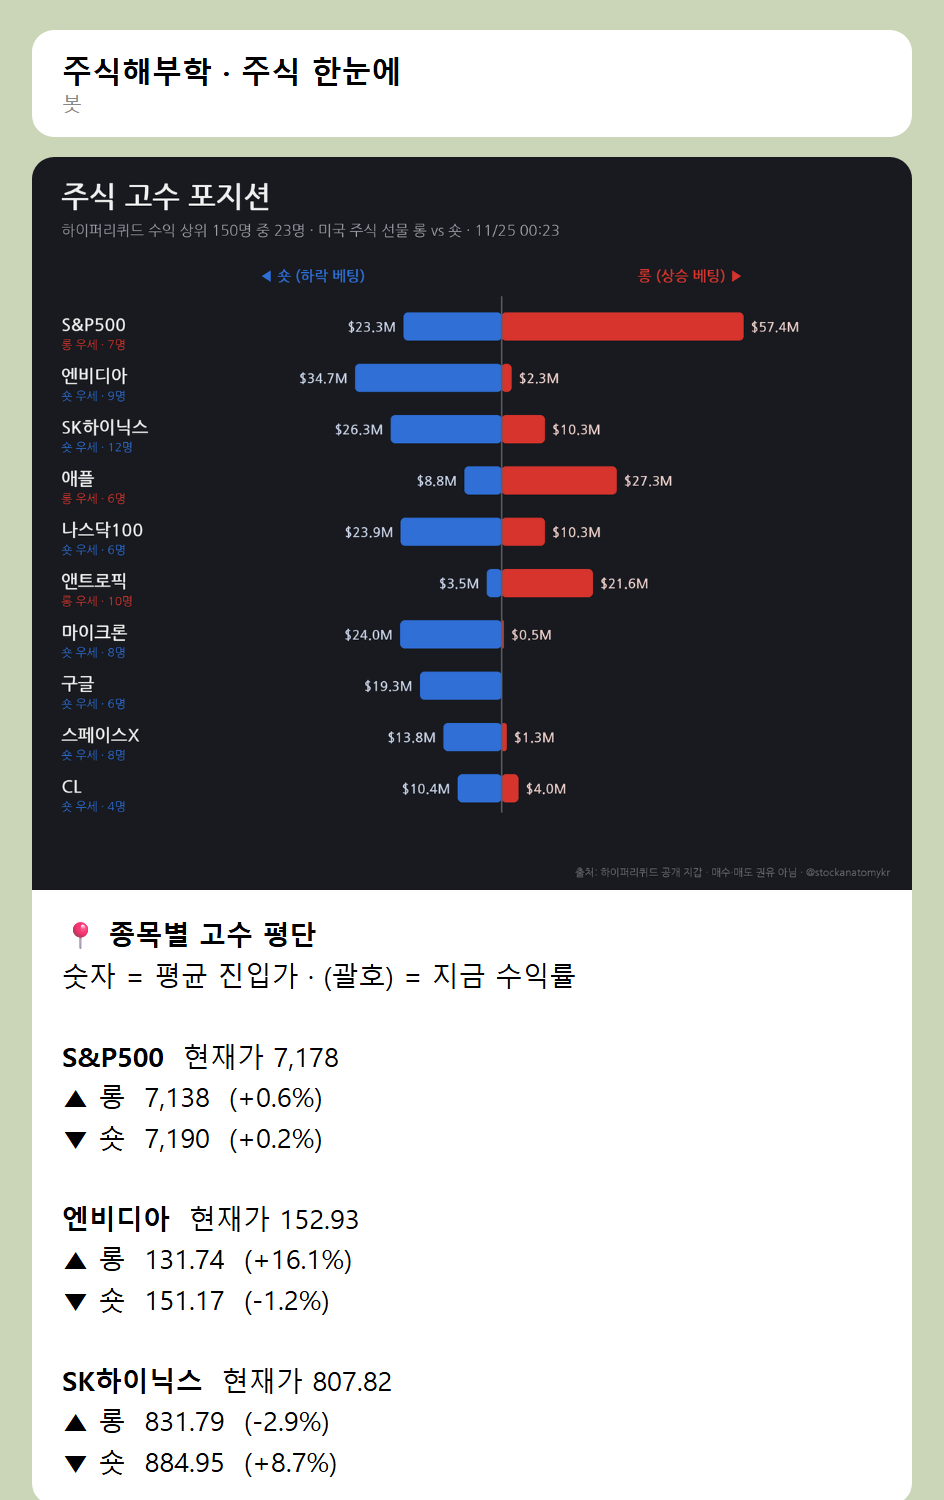 주식해부학 · 주식 한눈에
봇
주식 고수 포지션
하이퍼리퀴드 수익 상위 150명 중 23명 · 미국 주식 선물 롱 vs 숏 · 11/25 00:23
◀ 숏 (하락 베팅) 롱 (상승 베팅) ▶
S&P500 $23.3M $57.4M
롱 우세 · 7명
엔비디아 $34.7M $2.3M
숏 우세 · 9명
SK하이닉스 $26.3M $10.3M
숏 우세 · 12명
애플 $8.8M $27.3M
롱 우세 · 6명
나스닥100 $23.9M $10.3M
숏 우세 · 6명
앤트로픽 $3.5M $21.6M
롱 우세 · 10명
마이크론 $24.0M $0.5M
숏 우세 · 8명
구글 $19.3M
숏 우세 · 6명
스페이스X $13.8M $1.3M
숏 우세 · 8명
CL $10.4M $4.0M
숏 우세 · 4명
출처: 하이퍼리퀴드 공개 지갑 · 매수·매도 권유 아님 · @stockanatomykr
📍 종목별 고수 평단
숫자 = 평균 진입가 · (괄호) = 지금 수익률
S&P500 현재가 7,178
▲ 롱 7,138 (+0.6%)
▼ 숏 7,190 (+0.2%)
엔비디아 현재가 152.93
▲ 롱 131.74 (+16.1%)
▼ 숏 151.17 (-1.2%)
SK하이닉스 현재가 807.82
▲ 롱 831.79 (-2.9%)
▼ 숏 884.95 (+8.7%)